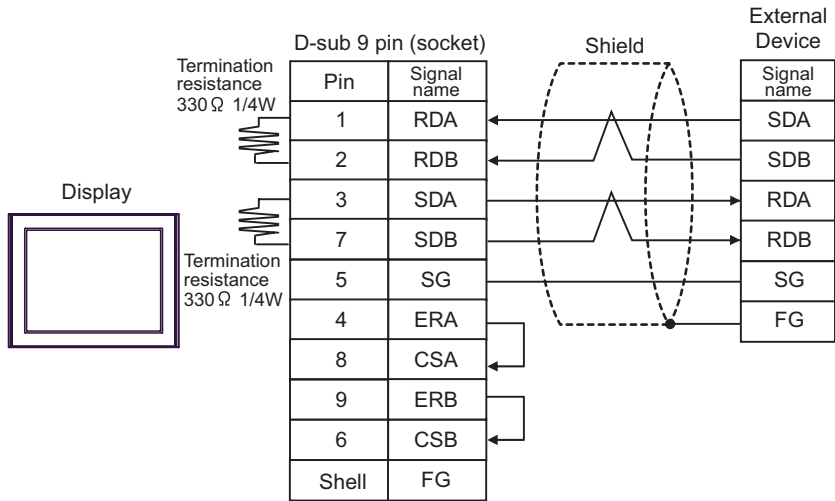 External
Device
D-sub 9 pin (socket)
Shield
Termination
resistance
330Ω 1/4W
Pin
Signal
name
Signal
name
1 RDA SDA
2 RDB SDB
Display
3 SDA RDA
7 SDB RDB
Termination
resistance
330Ω 1/4W
5 SG SG
4 ERA FG
8 CSA
9 ERB
6 CSB
Shell FG